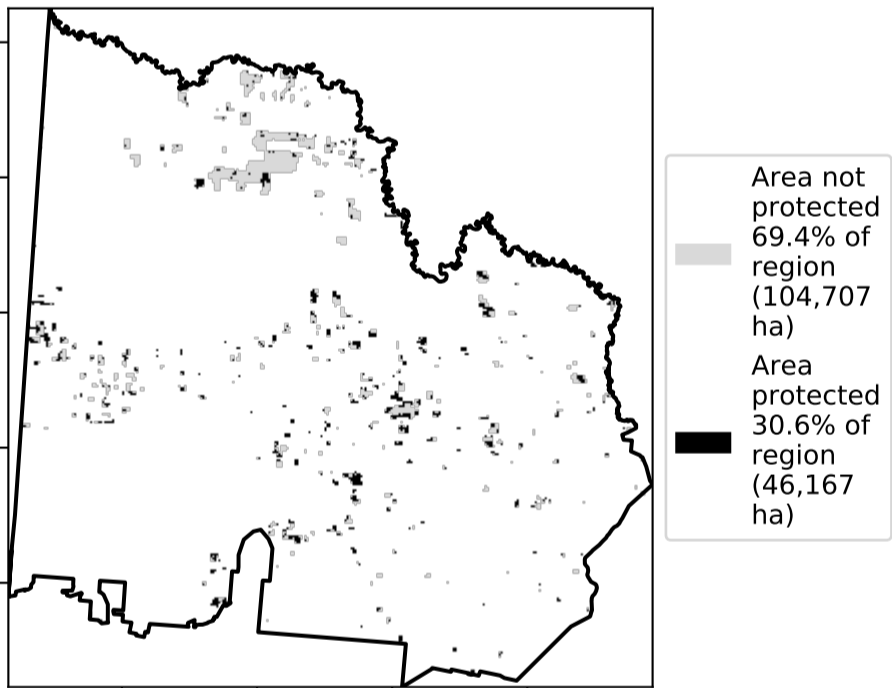 Area not
protected
69.4% of
region
(104,707
ha)
Area
protected
30.6% of
region
(46,167
ha)